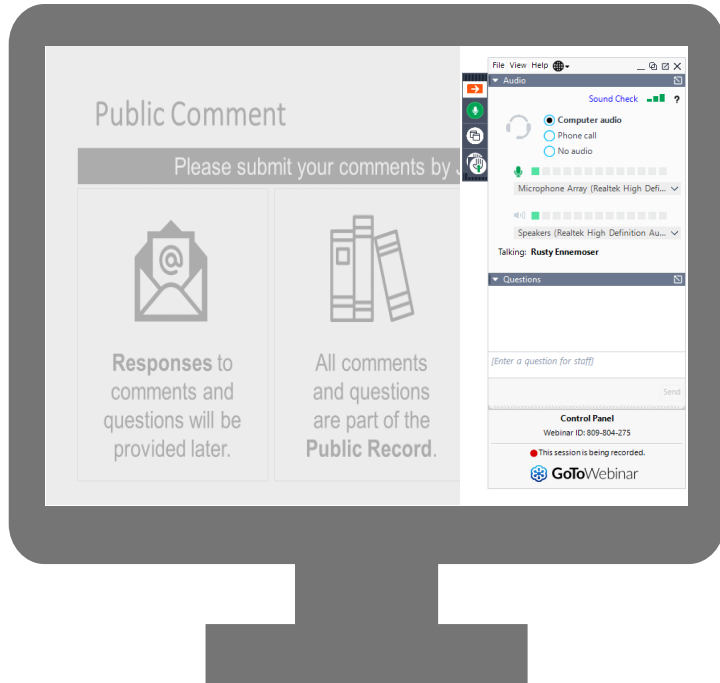 Public Comment
Please submit your comments by
@
Responses to
comments and
questions will be
provided later.
All comments
and questions
are part of the
Public Record.
File View Help
Audio
Sound Check ?
Computer audio
Phone call
No audio
Microphone Array (Realtek High Defi...
Speakers (Realtek High Definition Au...
Talking: Rusty Ennemoser
Questions
[Enter a question for staff]
Send
Control Panel
Webinar ID: 809-804-275
This session is being recorded.
GoToWebinar